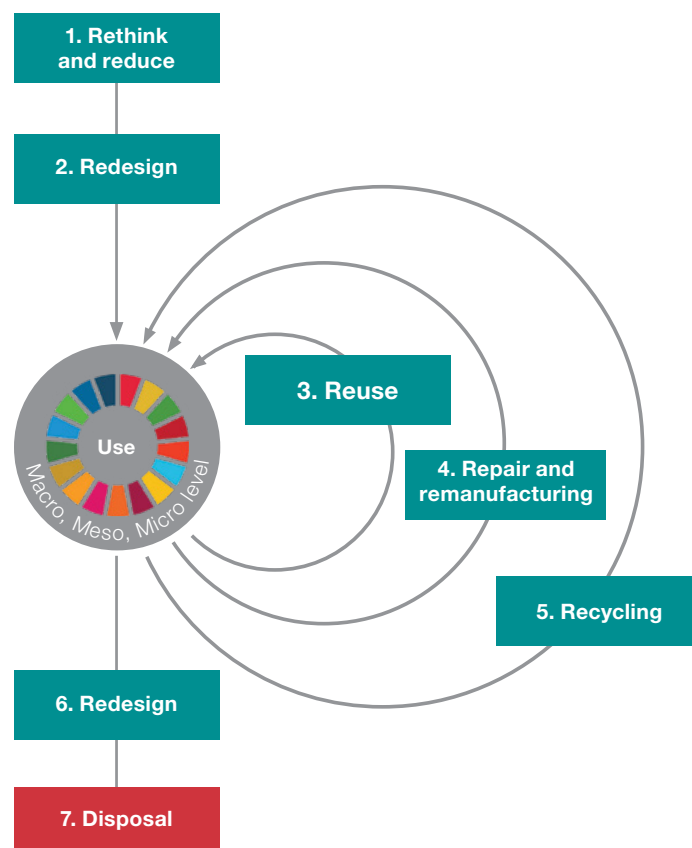 1. Rethink
and reduce
2. Redesign
3. Reuse
Use
Macro, Meso, Micro level
4. Repair and
remanufacturing
5. Recycling
6. Redesign
7. Disposal